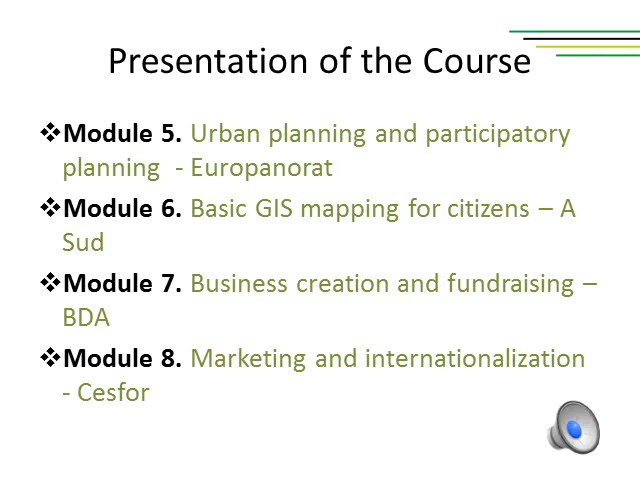 Presentation of the Course
❖Module 5. Urban planning and participatory
planning - Europanorat
❖Module 6. Basic GIS mapping for citizens – A
Sud
❖Module 7. Business creation and fundraising –
BDA
❖Module 8. Marketing and internationalization
- Cesfor